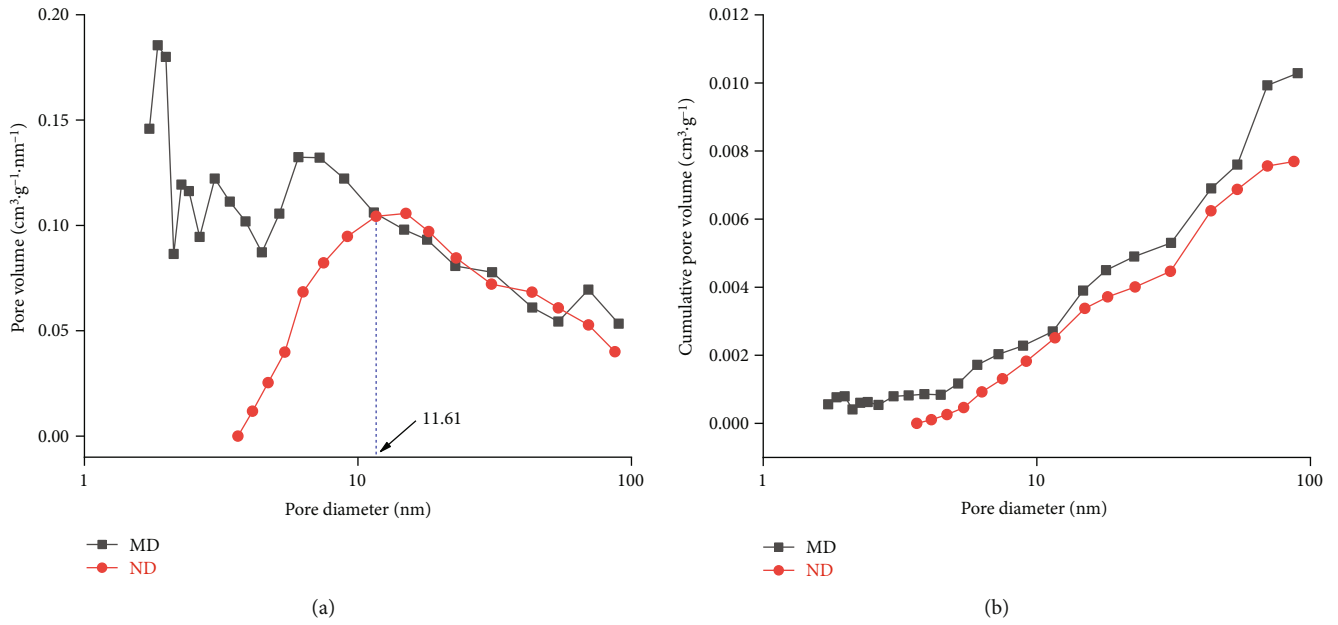 0.20
0.15
0.10
0.05
0.00
Pore volume (cm³·g⁻¹·nm⁻¹)
11.61
1
10
100
Pore diameter (nm)
MD
ND
(a)
0.012
0.010
0.008
0.006
0.004
0.002
0.000
Cumulative pore volume (cm³·g⁻¹)
1
10
100
Pore diameter (nm)
MD
ND
(b)